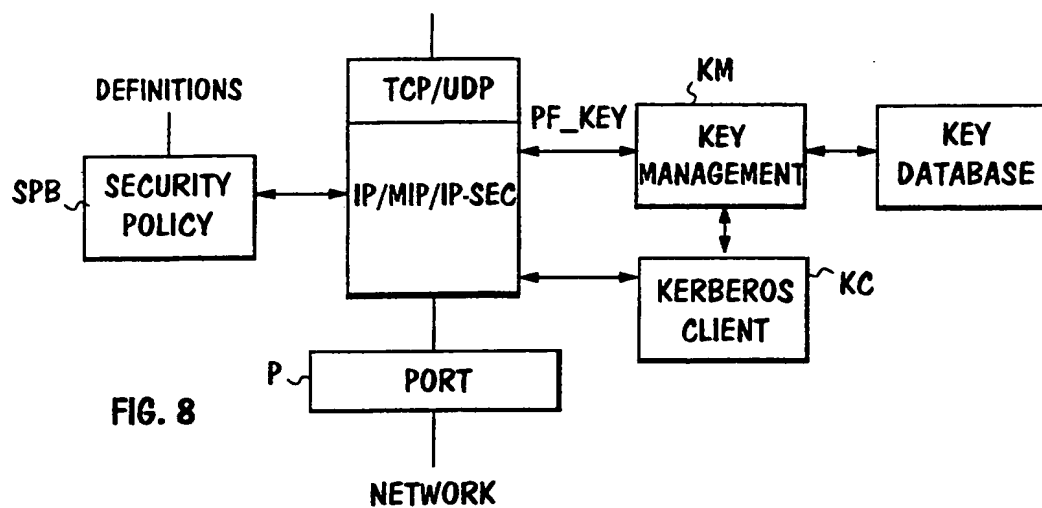 DEFINITIONS
SPB
SECURITY
POLICY
TCP/UDP
IP/MIP/IP-SEC
PF_KEY
KM
KEY
MANAGEMENT
KEY
DATABASE
KERBEROS
CLIENT
KC
P
PORT
FIG. 8
NETWORK